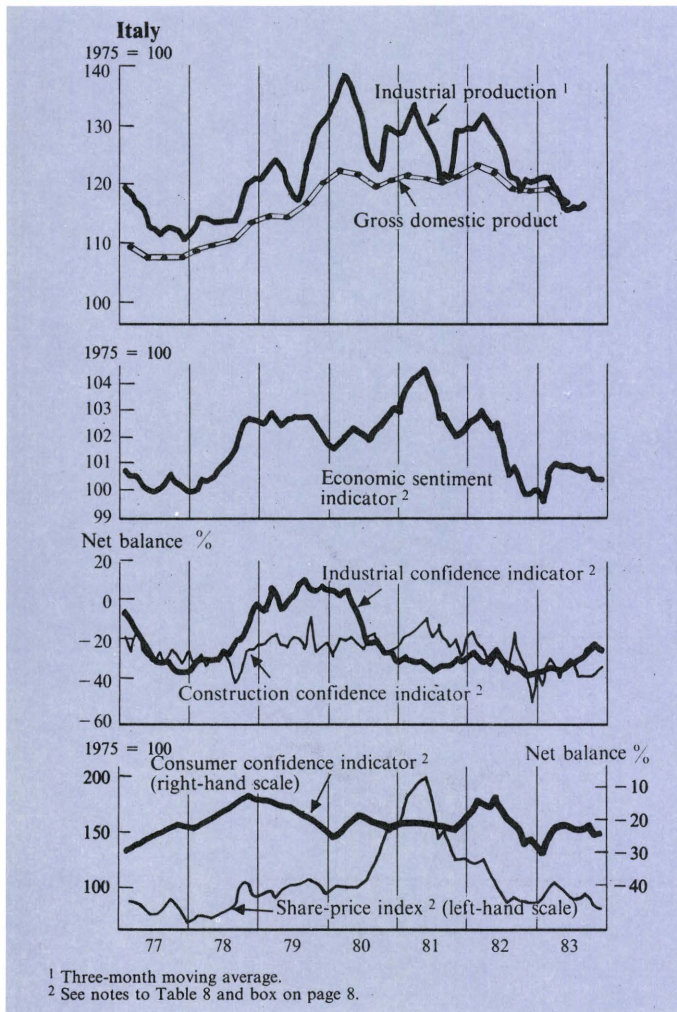 Italy
1975 = 100
140
130
120
110
100
Industrial production ¹
Gross domestic product
1975 = 100
104
103
102
101
100
99
Economic sentiment
indicator ²
Net balance %
20
0
−20
−40
−60
Industrial confidence indicator ²
Construction confidence indicator ²
1975 = 100
Net balance %
200
150
100
−10
−20
−30
−40
Consumer confidence indicator ²
(right-hand scale)
Share-price index ² (left-hand scale)
77 78 79 80 81 82 83
¹ Three-month moving average.
² See notes to Table 8 and box on page 8.